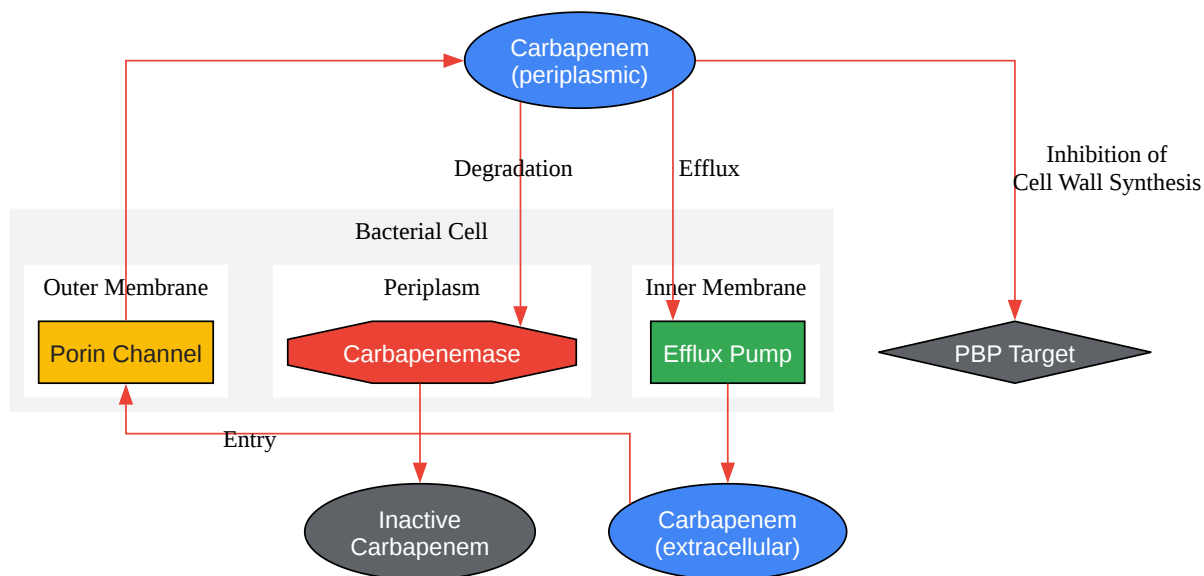 Carbapenem
(periplasmic)
Degradation
Efflux
Inhibition of
Cell Wall Synthesis
Bacterial Cell
Outer Membrane
Periplasm
Inner Membrane
Porin Channel
Carbapenemase
Efflux Pump
PBP Target
Entry
Inactive
Carbapenem
Carbapenem
(extracellular)